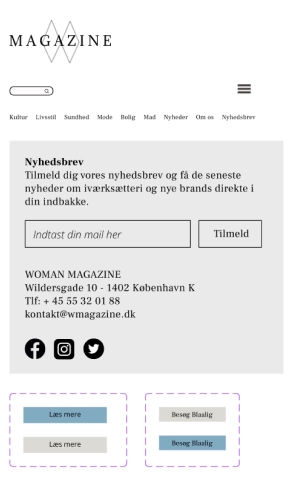 MAGAZINE
Kultur Livsstil Sundhed Mode Bolig Mad Nyheder Om os Nyhedsbrev
Nyhedsbrev
Tilmeld dig vores nyhedsbrev og få de seneste
nyheder om iværksætteri og nye brands direkte i
din indbakke.
Indtast din mail her
Tilmeld
WOMAN MAGAZINE
Wildersgade 10 - 1402 København K
Tlf: + 45 55 32 01 88
kontakt@wmagazine.dk
Læs mere
Læs mere
Besøg Blaalig
Besøg Blaalig